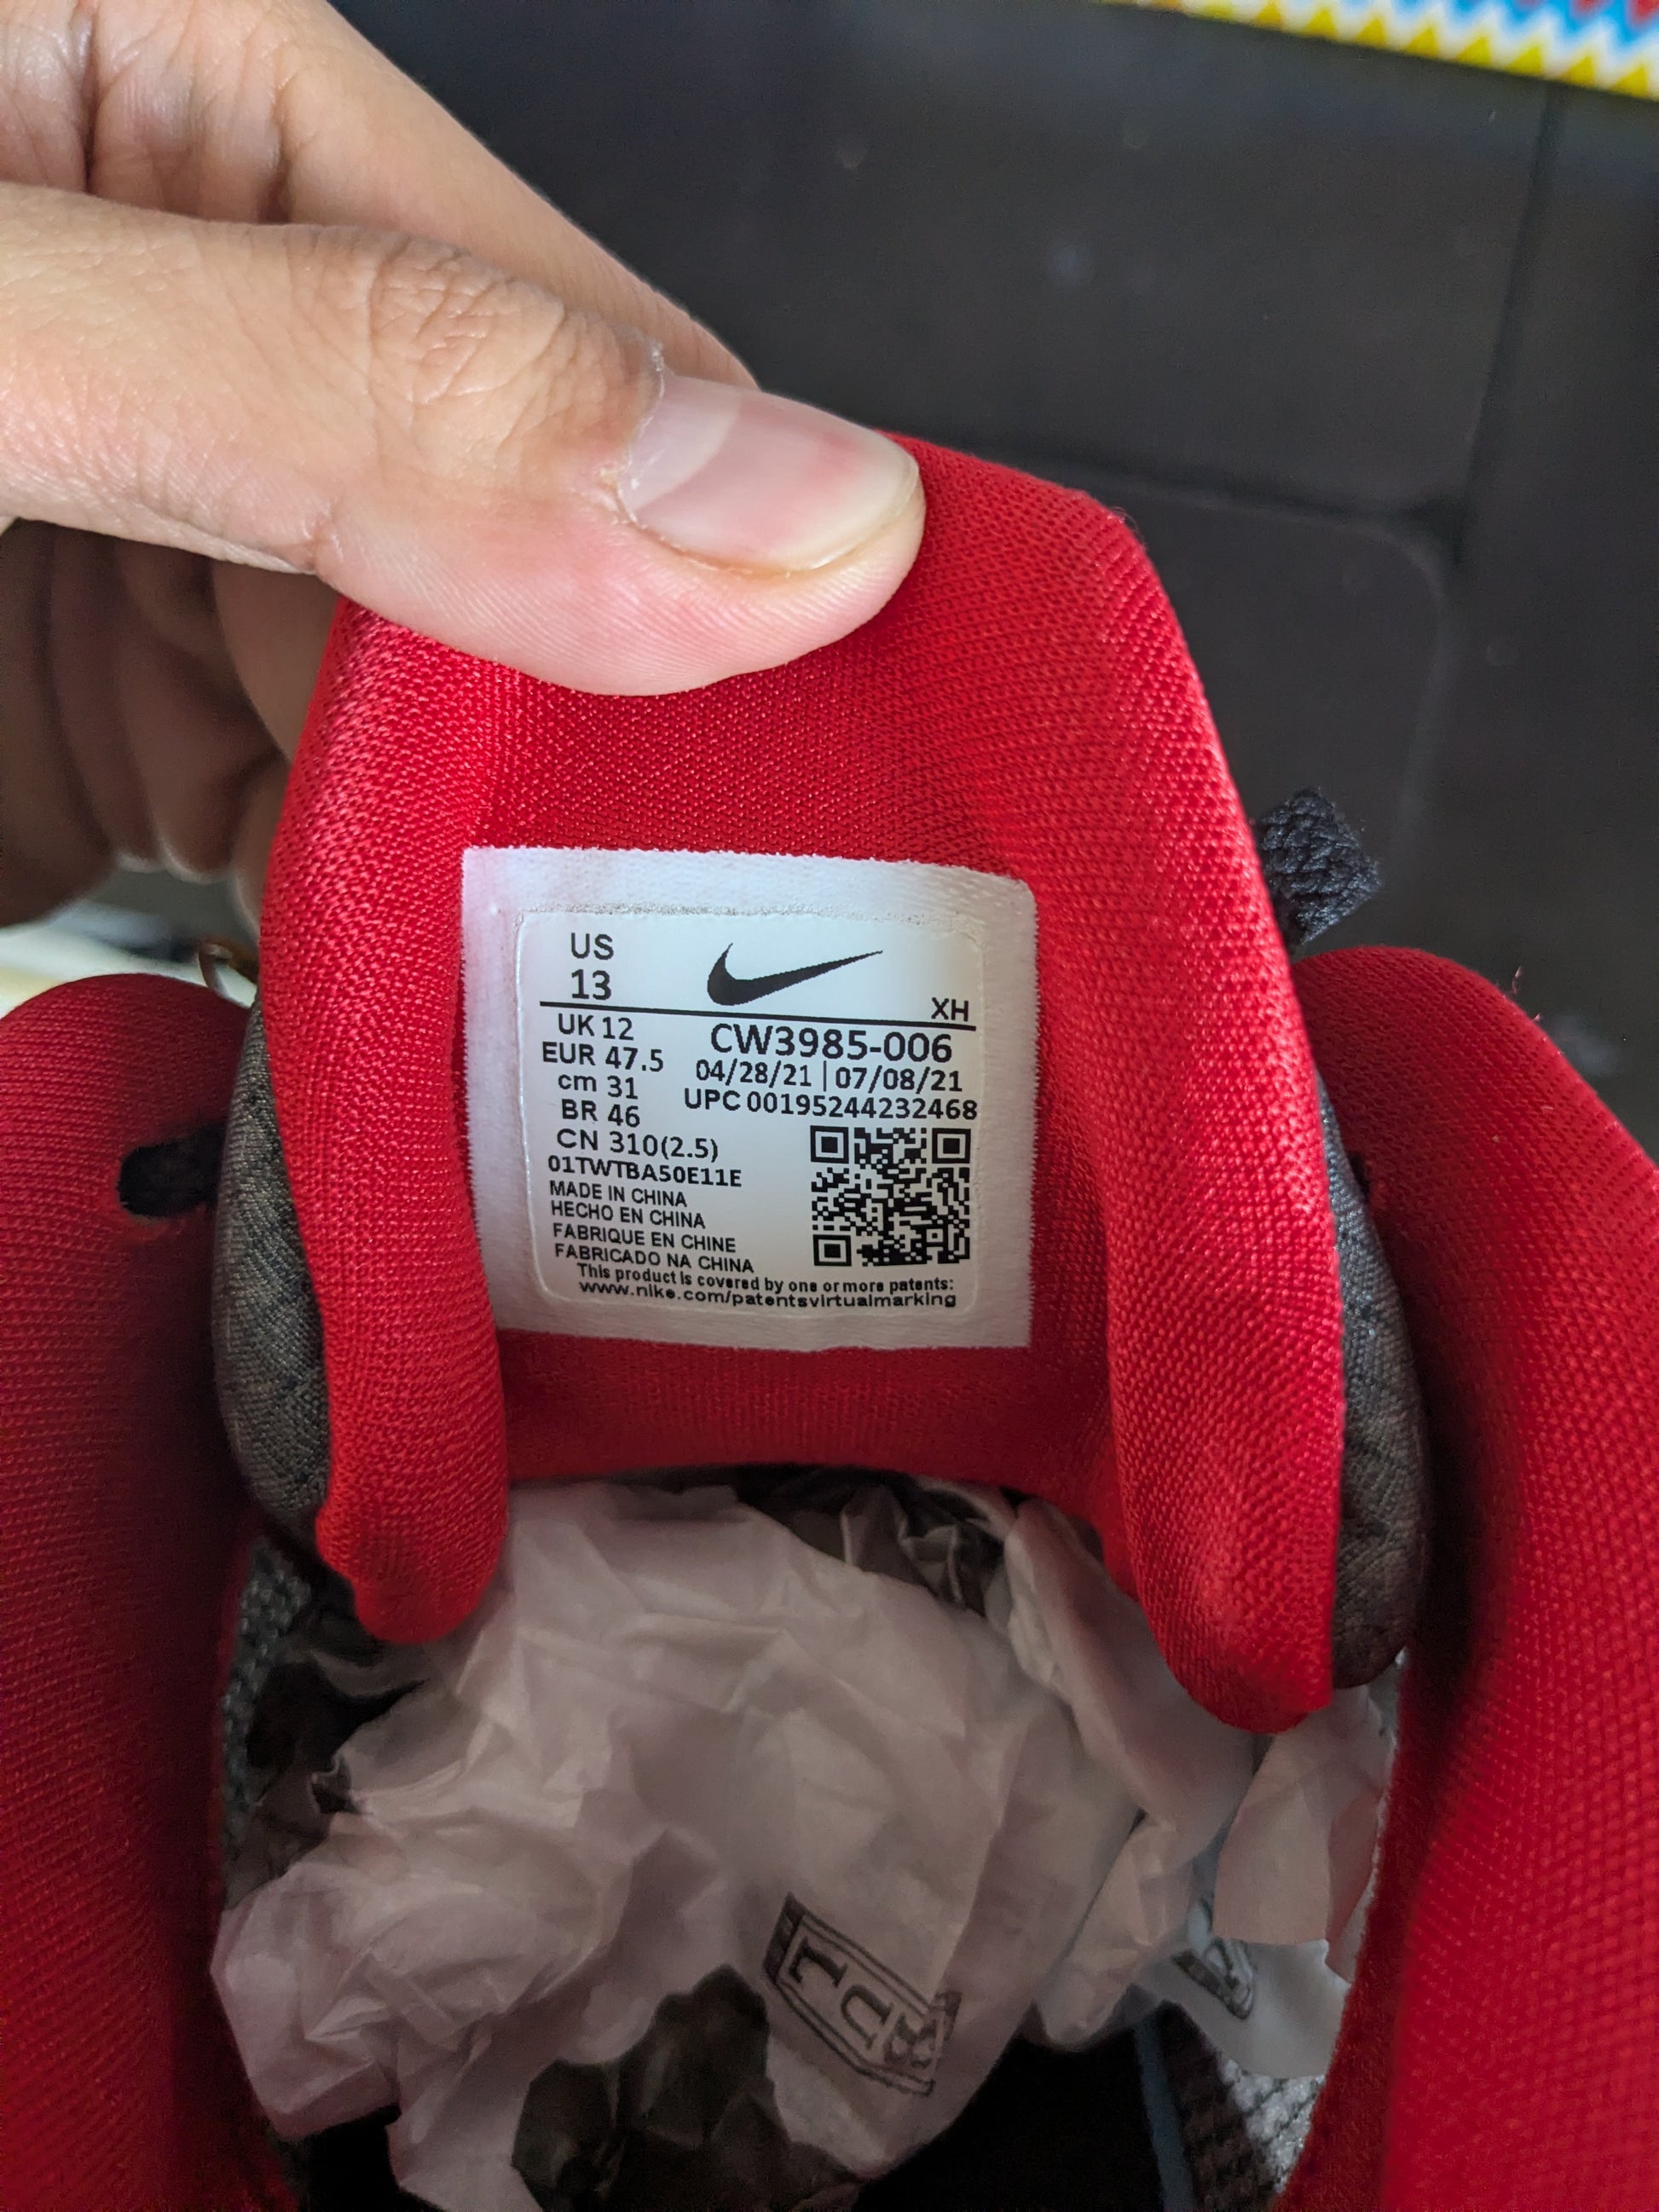 US
13
XH
UK 12
EUR 47.5
cm 31
BR 46
CN 310(2.5)
CW3985-006
04/28/21 | 07/08/21
UPC 00195244232468
01TWTBA50E11E
MADE IN CHINA
HECHO EN CHINA
FABRIQUE EN CHINE
FABRICADO NA CHINA
This product is covered by one or more patents:
www.nike.com/patentsvirtualmarking